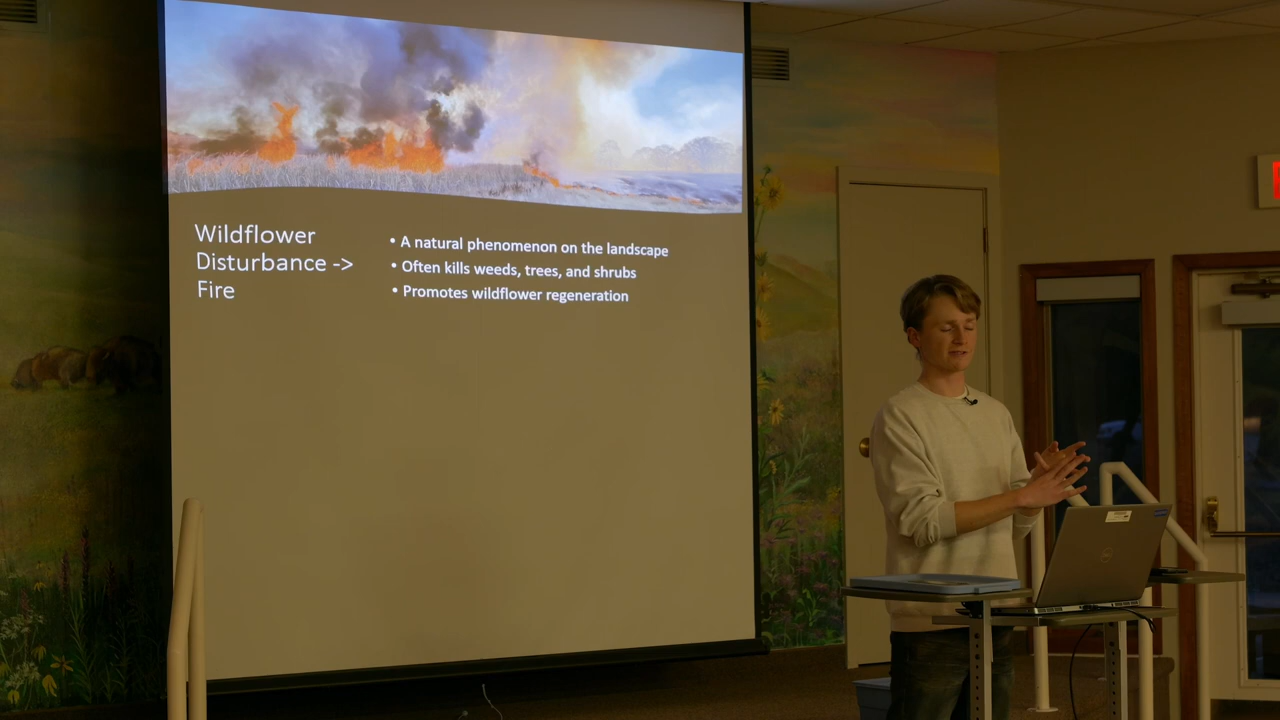 Wildflower
Disturbance ->
Fire
• A natural phenomenon on the landscape
• Often kills weeds, trees, and shrubs
• Promotes wildflower regeneration